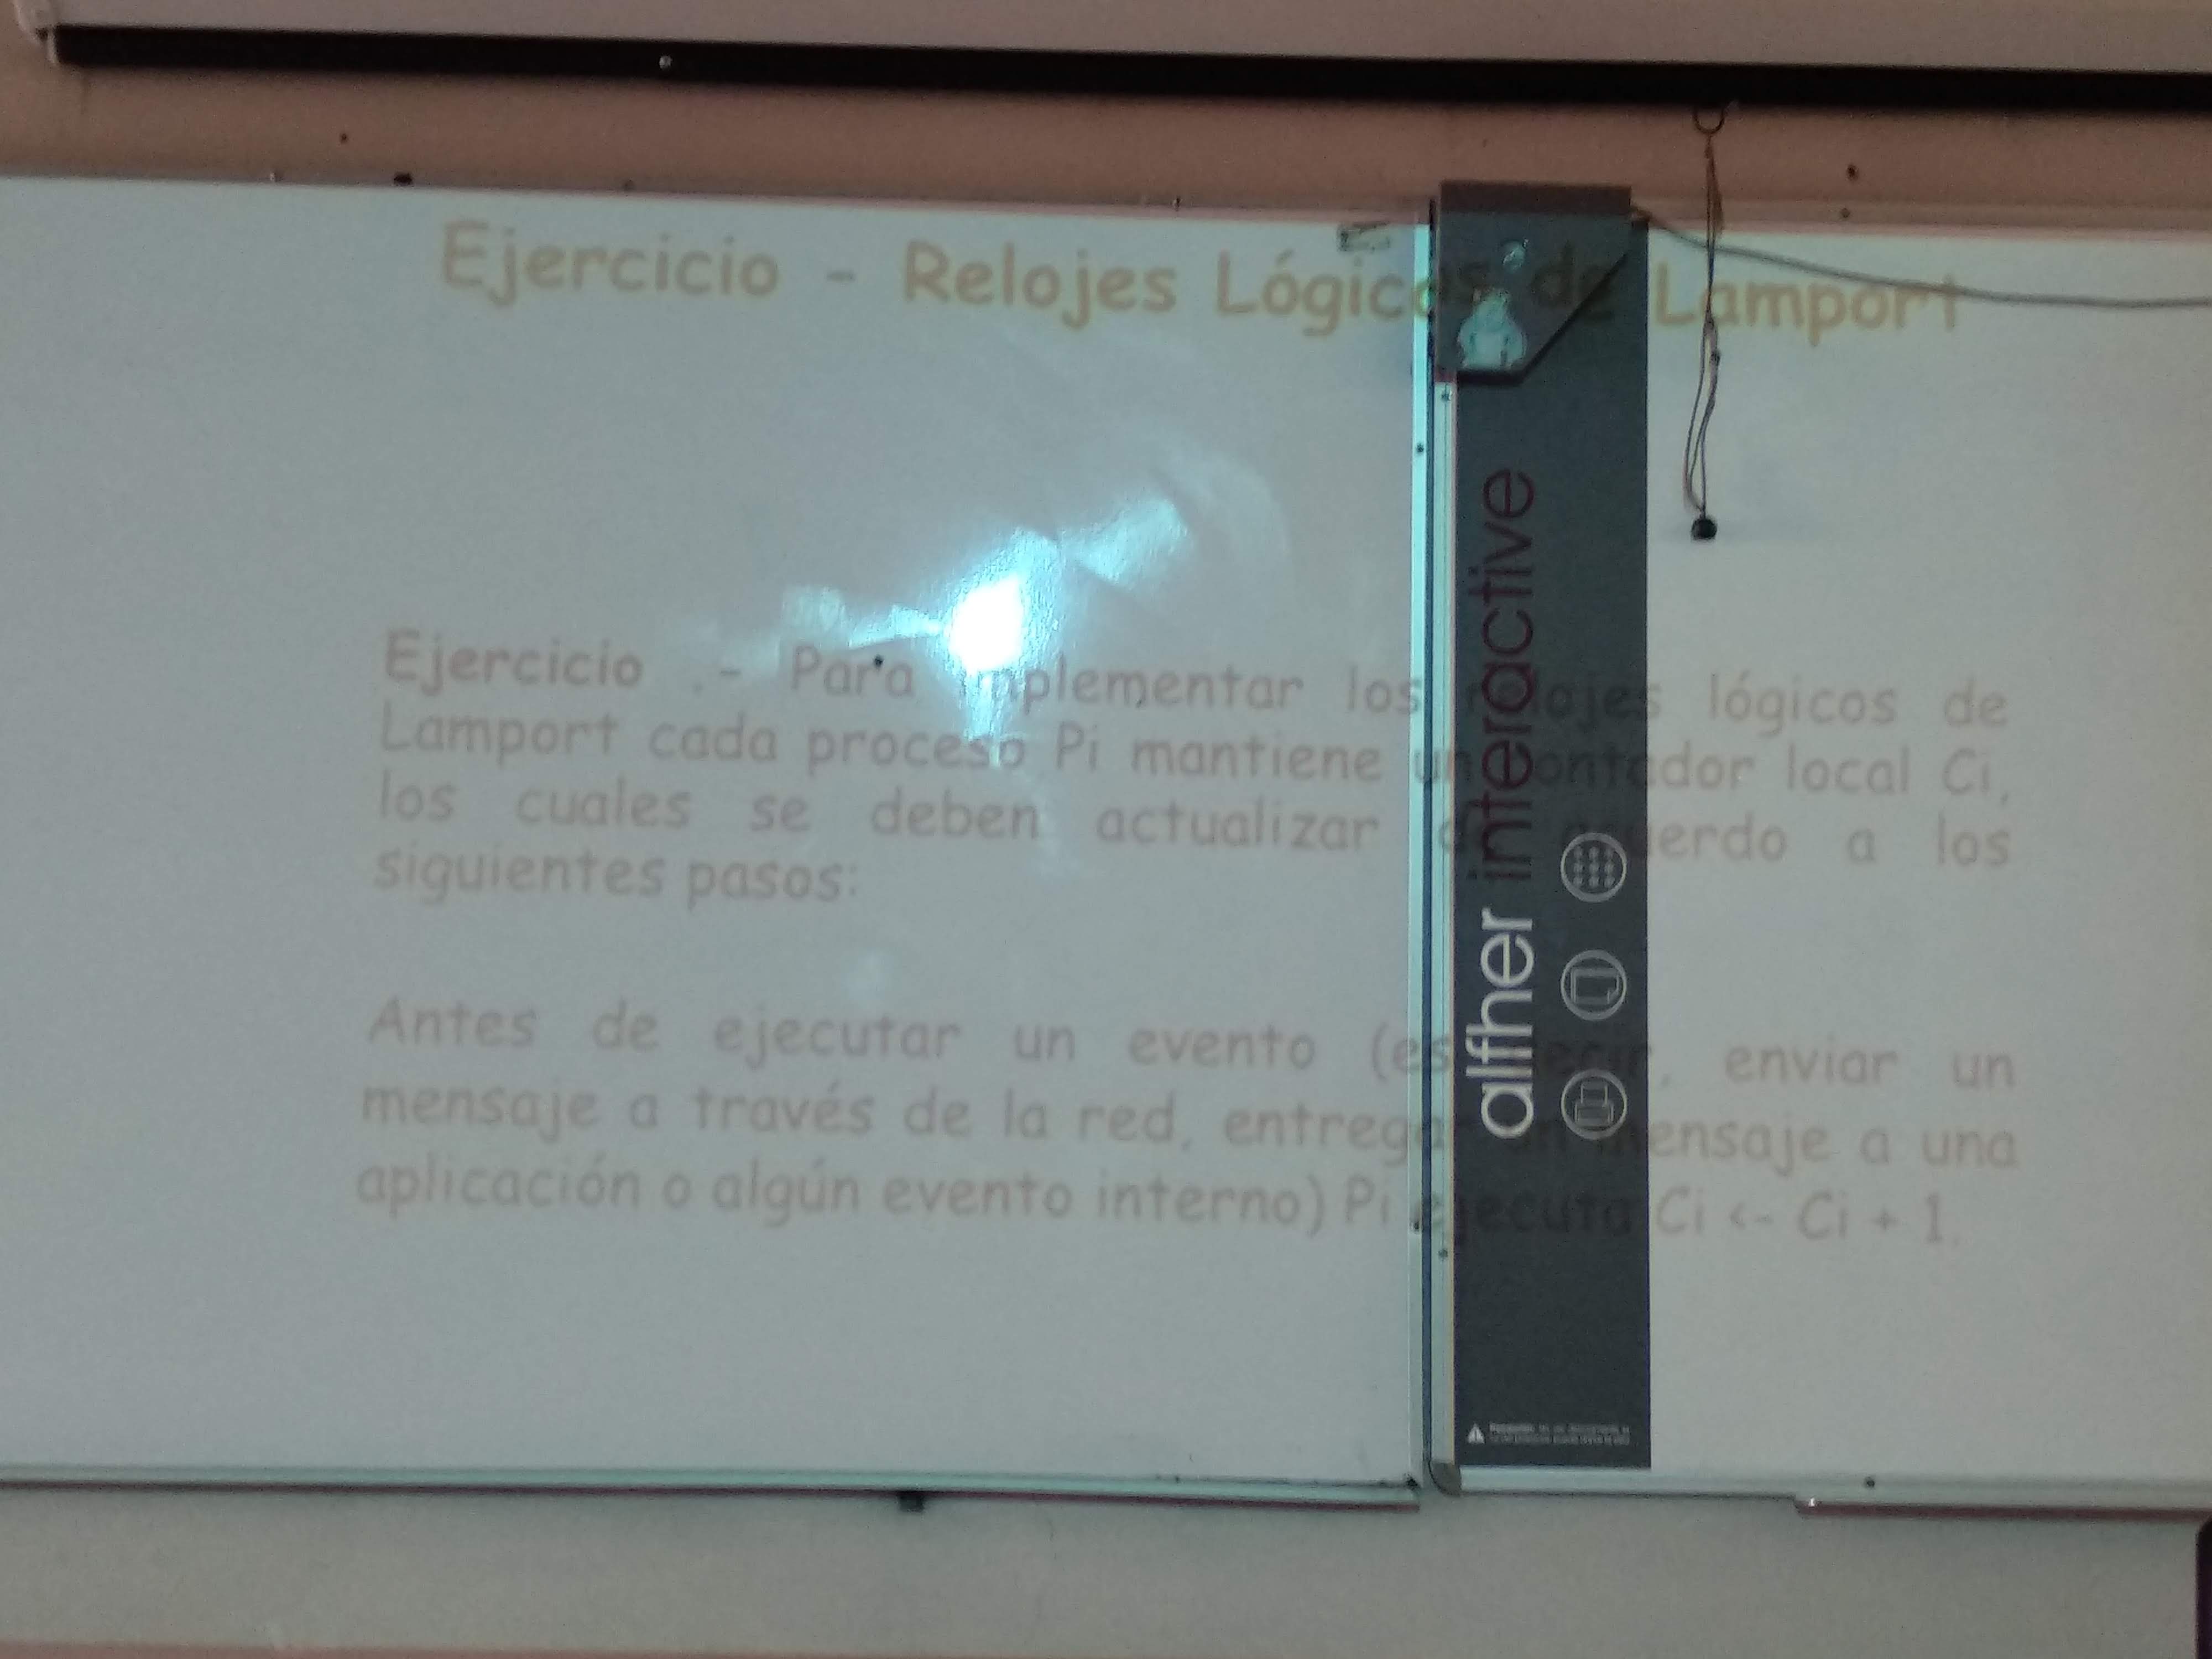 Ejercicio - Relojes Lógicos de Lamport
Ejercicio .- Para implementar los relojes lógicos de
Lamport cada proceso Pi mantiene un contador local Ci,
los cuales se deben actualizar de acuerdo a los
siguientes pasos:
Antes de ejecutar un evento (es decir, enviar un
mensaje a través de la red, entregar un mensaje a una
aplicación o algún evento interno) Pi ejecuta Ci <- Ci + 1.
alfher interactive